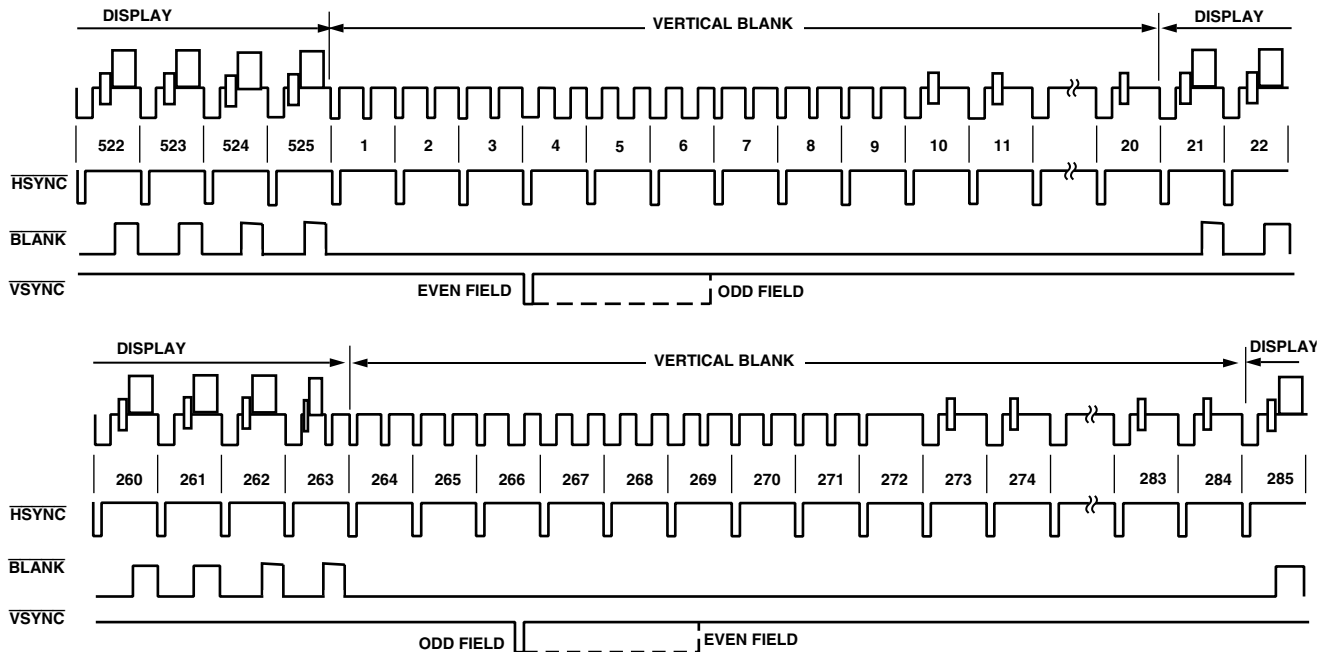 DISPLAY VERTICAL BLANK DISPLAY
522 523 524 525 1 2 3 4 5 6 7 8 9 10 11 20 21 22
HSYNC
BLANK
VSYNC
EVEN FIELD ODD FIELD
DISPLAY VERTICAL BLANK DISPLAY
260 261 262 263 264 265 266 267 268 269 270 271 272 273 274 283 284 285
HSYNC
BLANK
VSYNC
ODD FIELD EVEN FIELD